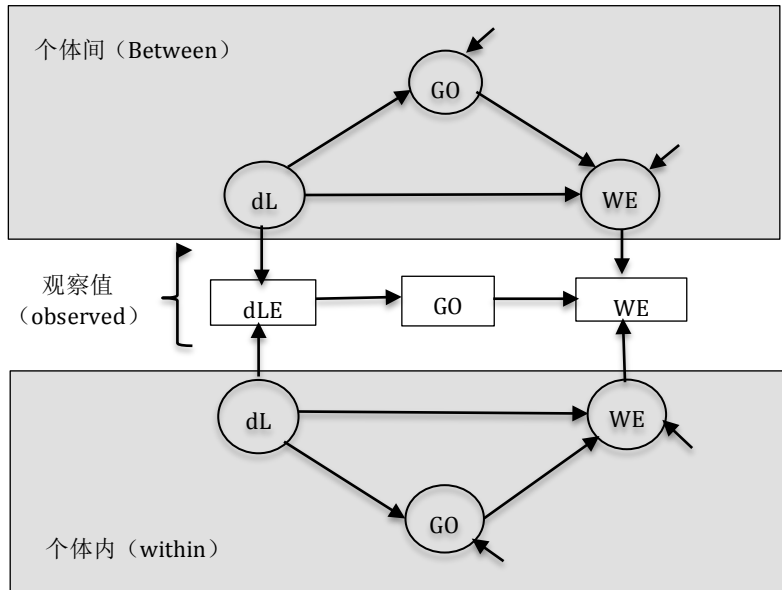 个体间（Between）
GO
dL
WE
观察值
（observed）
dLE
GO
WE
dL
WE
GO
个体内（within）